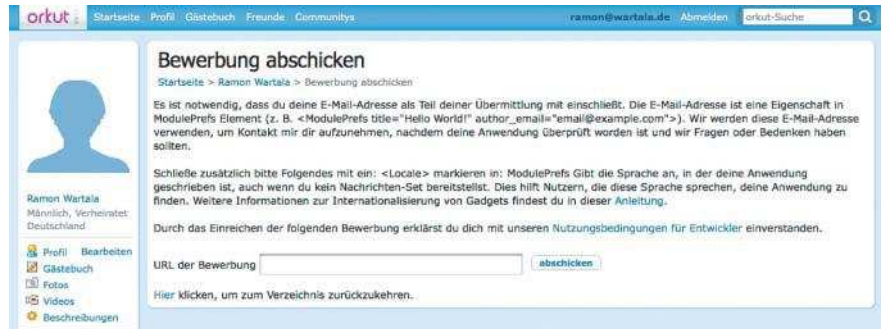 orkut Startseite Profil Gästebuch Freunde Communitys ramon@wartala.de Abmelden orkut-Suche
Bewerbung abschicken
Startseite > Ramon Wartala > Bewerbung abschicken
Es ist notwendig, dass du deine E-Mail-Adresse als Teil deiner Übermittlung mit einschließt. Die E-Mail-Adresse ist eine Eigenschaft in
ModulePrefs Element (z. B. <ModulePrefs title="Hello World!" author_email="email@example.com">). Wir werden diese E-Mail-Adresse
verwenden, um Kontakt mir dir aufzunehmen, nachdem deine Anwendung überprüft worden ist und wir Fragen oder Bedenken haben
sollten.
Schließe zusätzlich bitte Folgendes mit ein: <Locale> markieren in: ModulePrefs Gibt die Sprache an, in der deine Anwendung
geschrieben ist, auch wenn du kein Nachrichten-Set bereitstellst. Dies hilft Nutzern, die diese Sprache sprechen, deine Anwendung zu
finden. Weitere Informationen zur Internationalisierung von Gadgets findest du in dieser Anleitung.
Durch das Einreichen der folgenden Bewerbung erklärst du dich mit unseren Nutzungsbedingungen für Entwickler einverstanden.
URL der Bewerbung abschicken
Hier klicken, um zum Verzeichnis zurückzukehren.
Ramon Wartala
Männlich, Verheiratet
Deutschland
Profil Bearbeiten
Gästebuch
Fotos
Videos
Beschreibungen